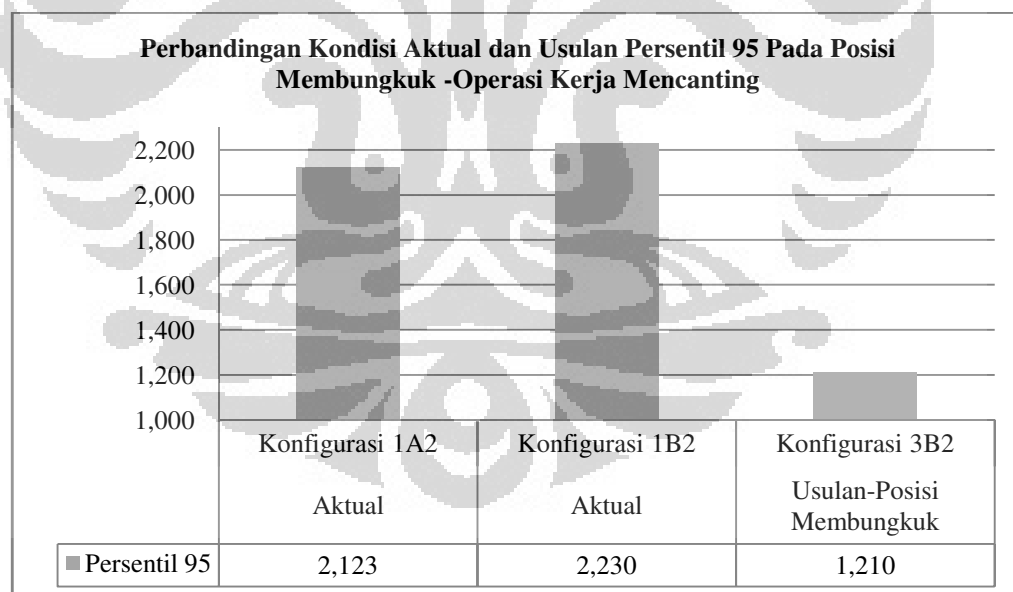 Perbandingan Kondisi Aktual dan Usulan Persentil 95 Pada Posisi
Membungkuk -Operasi Kerja Mencanting
2,200
2,000
1,800
1,600
1,400
1,200
1,000
Konfigurasi 1A2 Konfigurasi 1B2 Konfigurasi 3B2
Aktual Aktual Usulan-Posisi
Membungkuk
Persentil 95 2,123 2,230 1,210